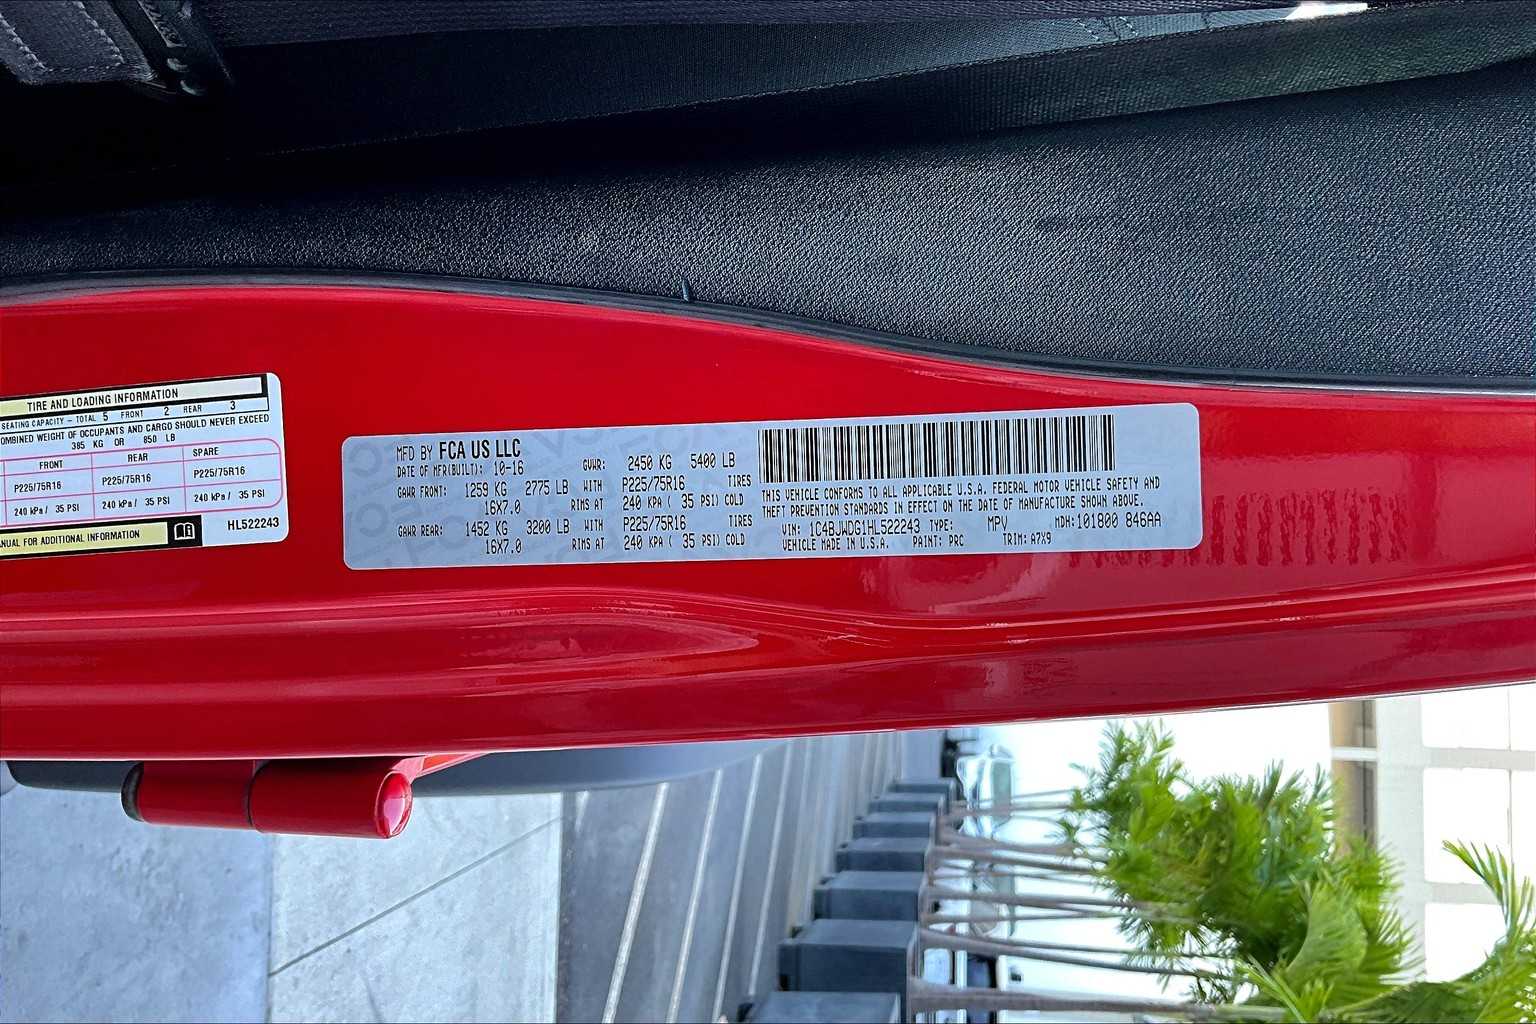 TIRE AND LOADING INFORMATION
SEATING CAPACITY - TOTAL 5 FRONT 2 REAR 3
OMBINED WEIGHT OF OCCUPANTS AND CARGO SHOULD NEVER EXCEED
385 KG OR 850 LB
FRONT REAR SPARE
P225/75R16 P225/75R16 P225/75R16
240 kPa / 35 PSI 240 kPa / 35 PSI 240 kPa / 35 PSI
ANUAL FOR ADDITIONAL INFORMATION HL522243
MFD BY FCA US LLC
DATE OF MFR(BUILT): 10-16 GVWR: 2450 KG 5400 LB
GAWR FRONT: 1259 KG 2775 LB WITH P225/75R16 TIRES
16X7.0 RIMS AT 240 KPA ( 35 PSI) COLD
GAWR REAR: 1452 KG 3200 LB WITH P225/75R16 TIRES
16X7.0 RIMS AT 240 KPA ( 35 PSI) COLD
THIS VEHICLE CONFORMS TO ALL APPLICABLE U.S.A. FEDERAL MOTOR VEHICLE SAFETY AND
THEFT PREVENTION STANDARDS IN EFFECT ON THE DATE OF MANUFACTURE SHOWN ABOVE.
VIN: 1C4BJWDG1HL522243 TYPE: MPV MDH:101800 846AA
VEHICLE MADE IN U.S.A. PAINT: PRC TRIM: A7X9